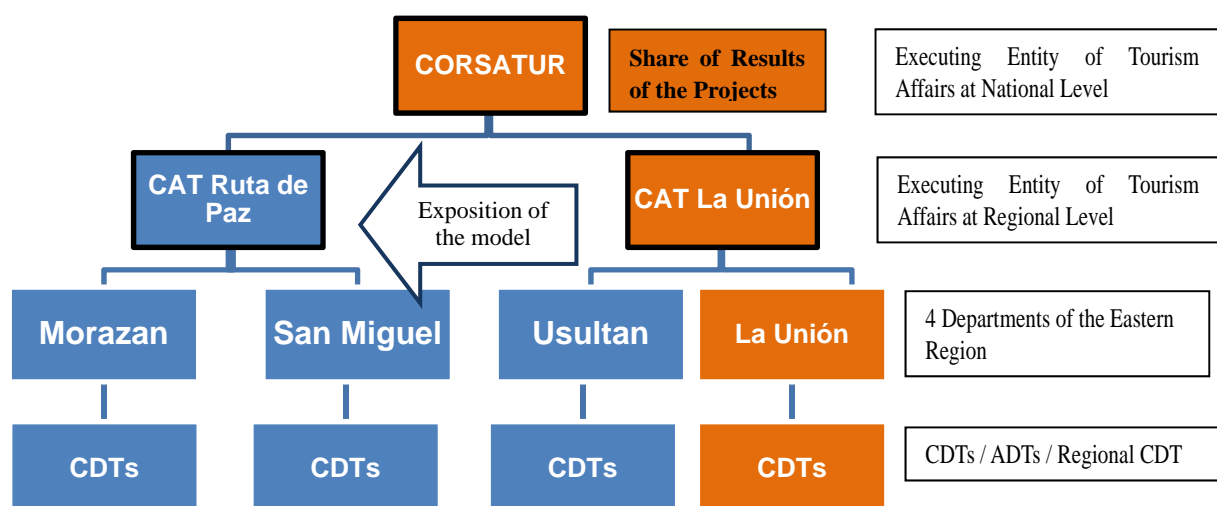 CORSATUR
Share of Results
of the Projects
Executing Entity of Tourism
Affairs at National Level
CAT Ruta de
Paz
Exposition of
the model
CAT La Unión
Executing Entity of Tourism
Affairs at Regional Level
Morazan
San Miguel
Usultan
La Unión
4 Departments of the Eastern
Region
CDTs
CDTs
CDTs
CDTs
CDTs / ADTs / Regional CDT